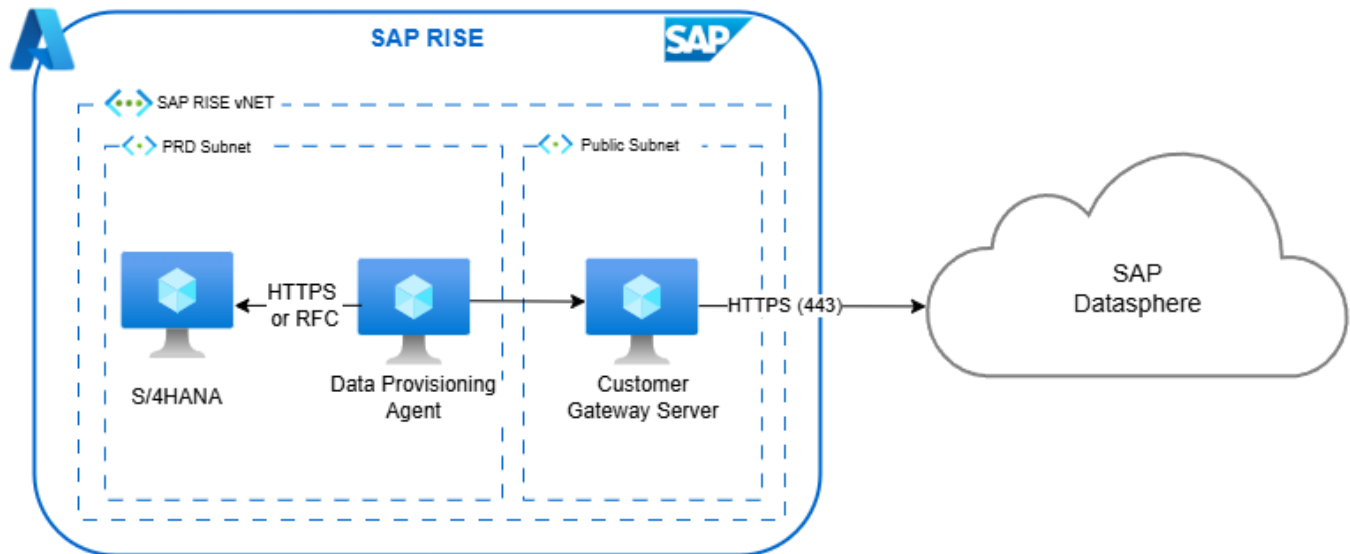 SAP RISE
SAP
SAP RISE vNET
PRD Subnet
Public Subnet
HTTPS
or RFC
HTTPS (443)
SAP
Datasphere
S/4HANA
Data Provisioning
Agent
Customer
Gateway Server